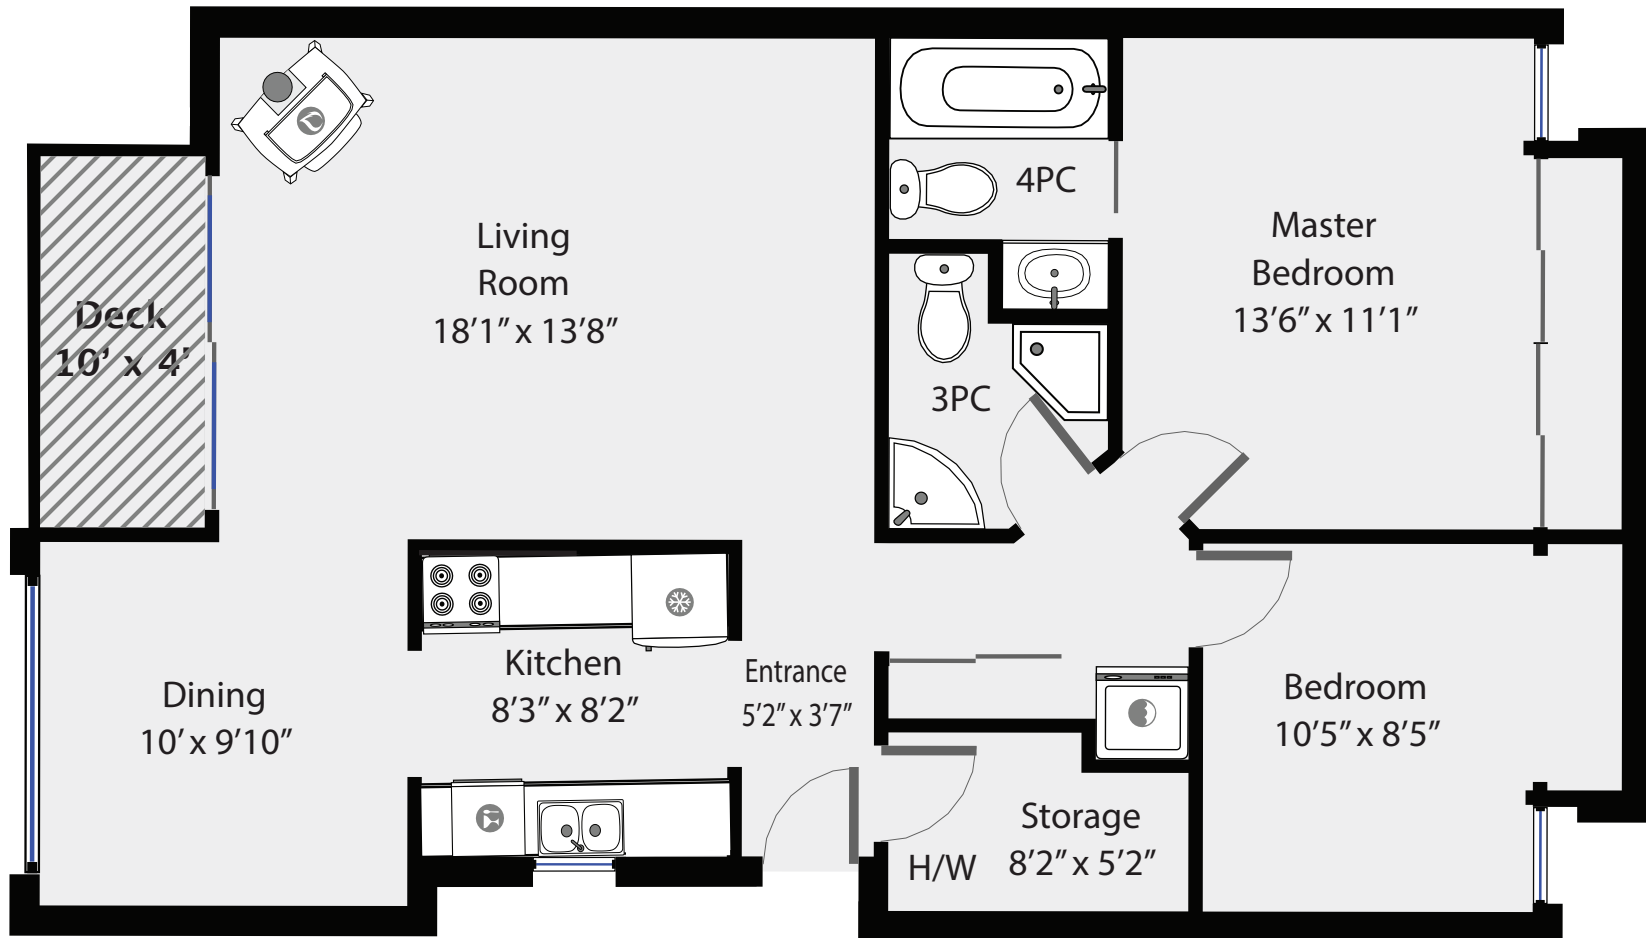 Living
Room
18’1” x 13’8”
Deck
10’ x 4’
4PC
3PC
Master
Bedroom
13’6” x 11’1”
Dining
10’ x 9’10”
Kitchen
8’3” x 8’2”
Entrance
5’2” x 3’7”
Bedroom
10’5” x 8’5”
Storage
8’2” x 5’2”
H/W